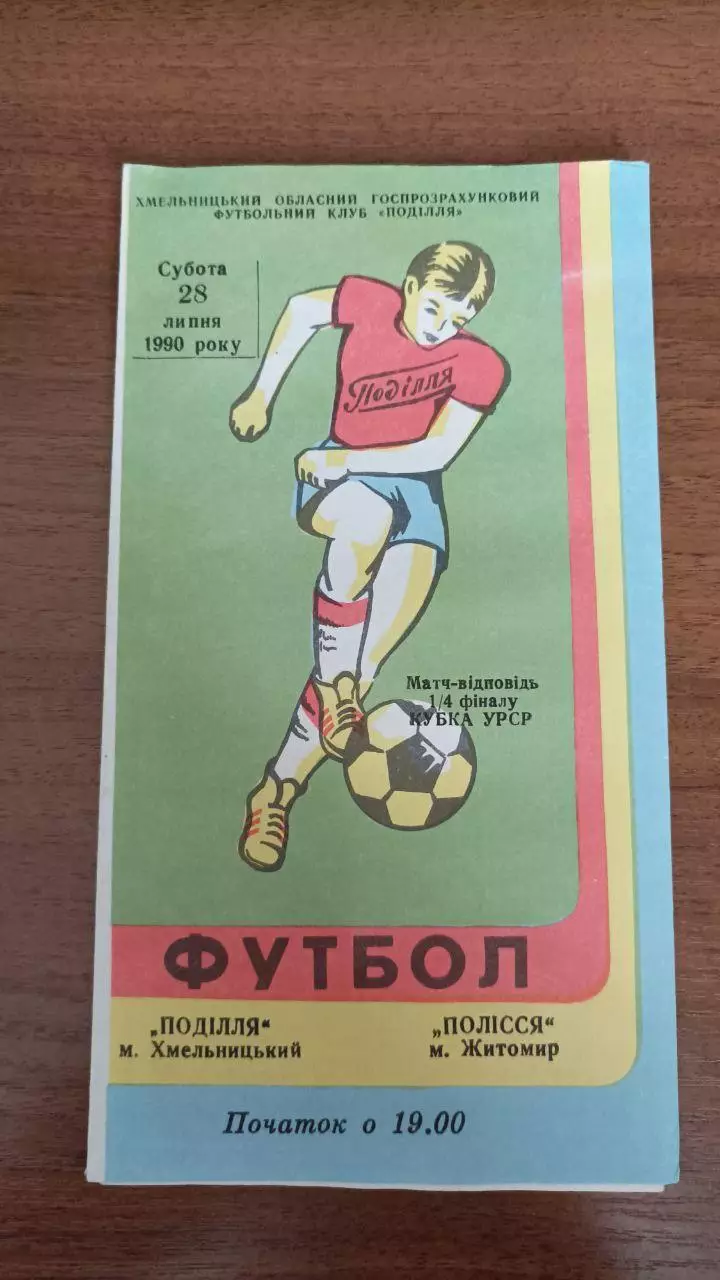 ХМЕЛЬНИЦЬКИЙ ОБЛАСНИЙ ГОСПРОЗРАХУНКОВИЙ
ФУТБОЛЬНИЙ КЛУБ «ПОДІЛЛЯ»
Субота
28
липня
1990 року
Поділля
Матч-відповідь
1/4 фіналу
КУБКА УРСР
ФУТБОЛ
„ПОДІЛЛЯ“
м. Хмельницький
„ПОЛІССЯ“
м. Житомир
Початок о 19.00